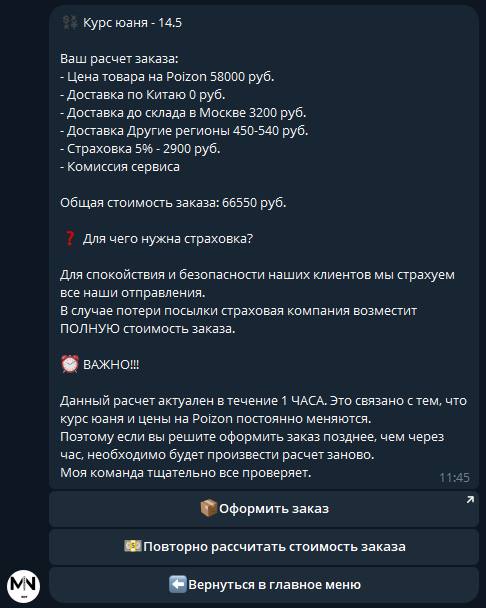 Курс юаня - 14.5
Ваш расчет заказа:
- Цена товара на Poizon 58000 руб.
- Доставка по Китаю 0 руб.
- Доставка до склада в Москве 3200 руб.
- Доставка Другие регионы 450-540 руб.
- Страховка 5% - 2900 руб.
- Комиссия сервиса
Общая стоимость заказа: 66550 руб.
❓ Для чего нужна страховка?
Для спокойствия и безопасности наших клиентов мы страхуем
все наши отправления.
В случае потери посылки страховая компания возместит
ПОЛНУЮ стоимость заказа.
⏰ ВАЖНО!!!
Данный расчет актуален в течение 1 ЧАСА. Это связано с тем, что
курс юаня и цены на Poizon постоянно меняются.
Поэтому если вы решите оформить заказ позднее, чем через
час, необходимо будет произвести расчет заново.
Моя команда тщательно все проверяет.
11:45
📦Оформить заказ
💵Повторно рассчитать стоимость заказа
⬅️Вернуться в главное меню
MN